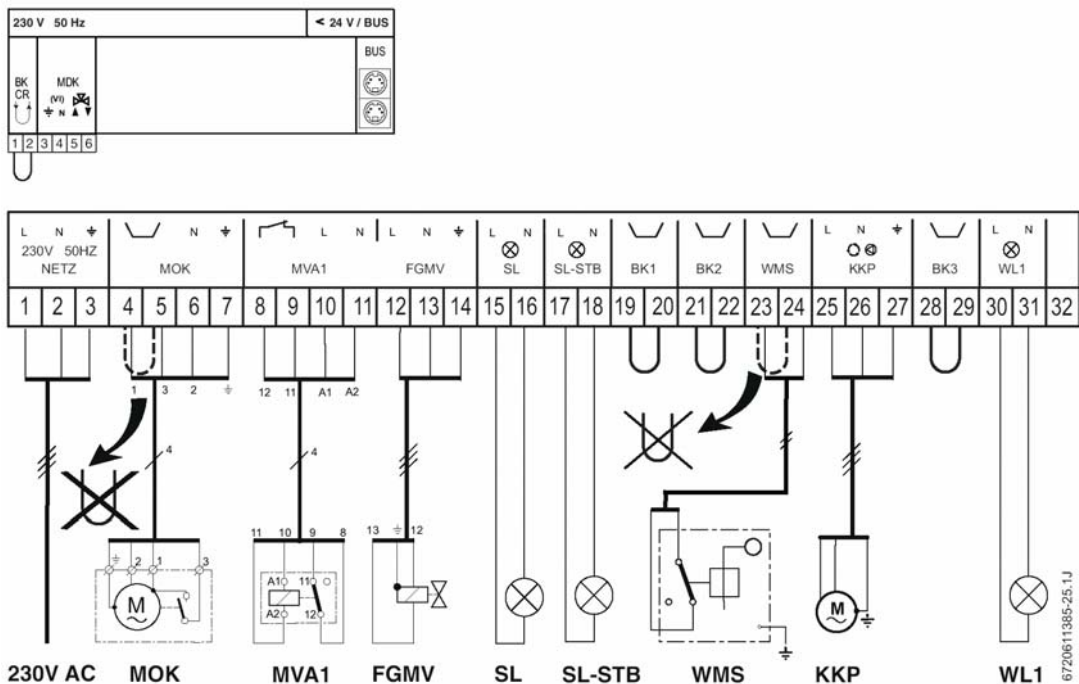 230 V 50 Hz < 24 V / BUS
BUS
BK MDK
CR (VI)
N
1 2 3 4 5 6
L N L N L N L N L N L N L N
230V 50HZ
NETZ MOK MVA1 FGMV SL SL-STB BK1 BK2 WMS KKP BK3 WL1
1 2 3 4 5 6 7 8 9 10 11 12 13 14 15 16 17 18 19 20 21 22 23 24 25 26 27 28 29 30 31 32
1 3 2 12 11 A1 A2
4 4
11 10 9 8 13 12
2 1 3
A1 11
A2 12
M M
230V AC MOK MVA1 FGMV SL SL-STB WMS KKP WL1
6720611385-25.1J